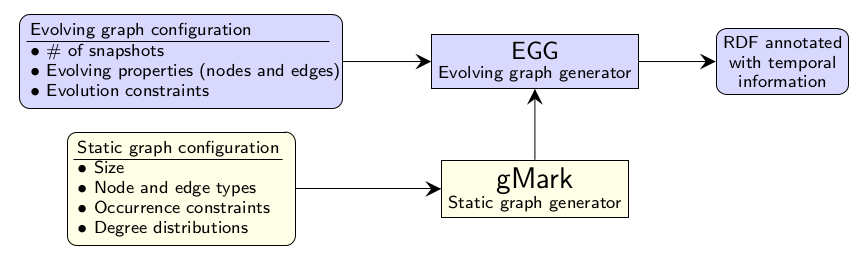 Evolving graph configuration
• # of snapshots
• Evolving properties (nodes and edges)
• Evolution constraints
EGG
Evolving graph generator
RDF annotated
with temporal
information
Static graph configuration
• Size
• Node and edge types
• Occurrence constraints
• Degree distributions
gMark
Static graph generator